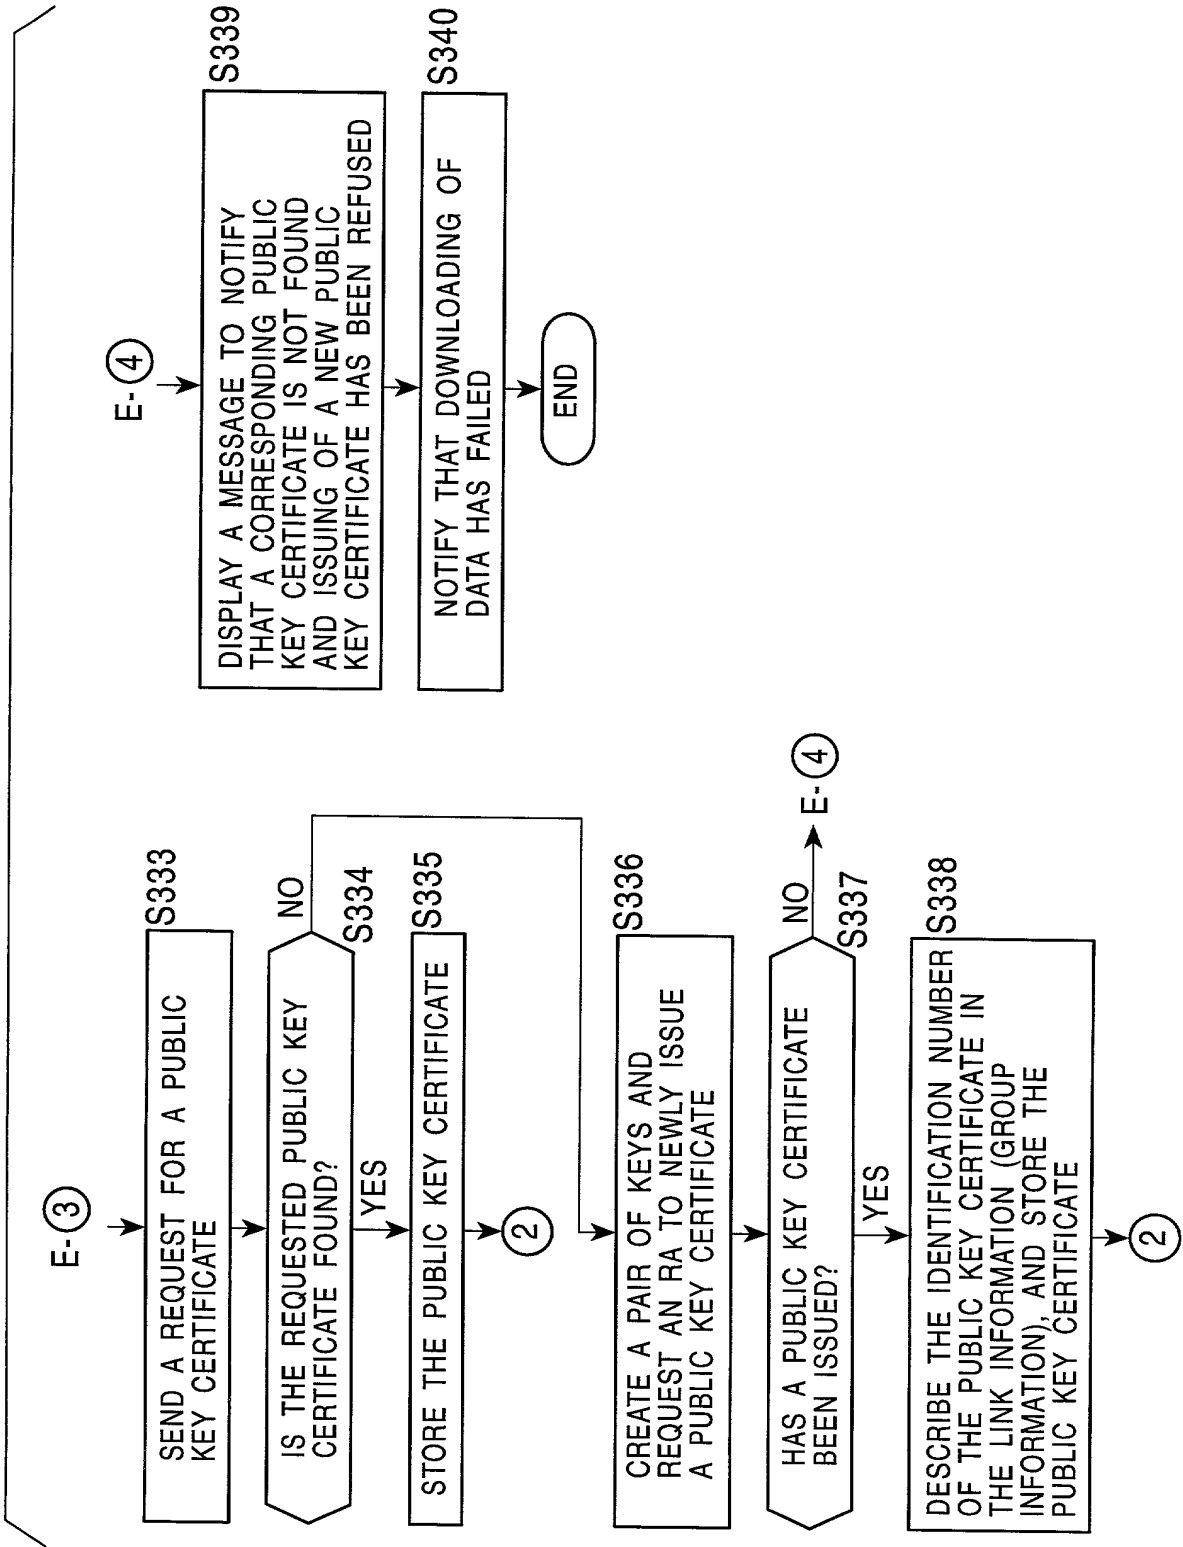 E-3
SEND A REQUEST FOR A PUBLIC
KEY CERTIFICATE
S333
IS THE REQUESTED PUBLIC KEY
CERTIFICATE FOUND?
NO
S334
YES
STORE THE PUBLIC KEY CERTIFICATE
S335
2
CREATE A PAIR OF KEYS AND
REQUEST AN RA TO NEWLY ISSUE
A PUBLIC KEY CERTIFICATE
S336
HAS A PUBLIC KEY CERTIFICATE
BEEN ISSUED?
NO
E-4
S337
YES
DESCRIBE THE IDENTIFICATION NUMBER
OF THE PUBLIC KEY CERTIFICATE IN
THE LINK INFORMATION (GROUP
INFORMATION), AND STORE THE
PUBLIC KEY CERTIFICATE
S338
2
E-4
DISPLAY A MESSAGE TO NOTIFY
THAT A CORRESPONDING PUBLIC
KEY CERTIFICATE IS NOT FOUND
AND ISSUING OF A NEW PUBLIC
KEY CERTIFICATE HAS BEEN REFUSED
S339
NOTIFY THAT DOWNLOADING OF
DATA HAS FAILED
S340
END